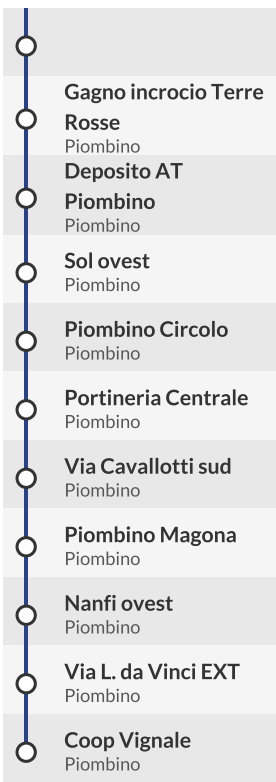 Gagno incrocio Terre
Rosse
Piombino
Deposito AT
Piombino
Piombino
Sol ovest
Piombino
Piombino Circolo
Piombino
Portineria Centrale
Piombino
Via Cavallotti sud
Piombino
Piombino Magona
Piombino
Nanfi ovest
Piombino
Via L. da Vinci EXT
Piombino
Coop Vignale
Piombino